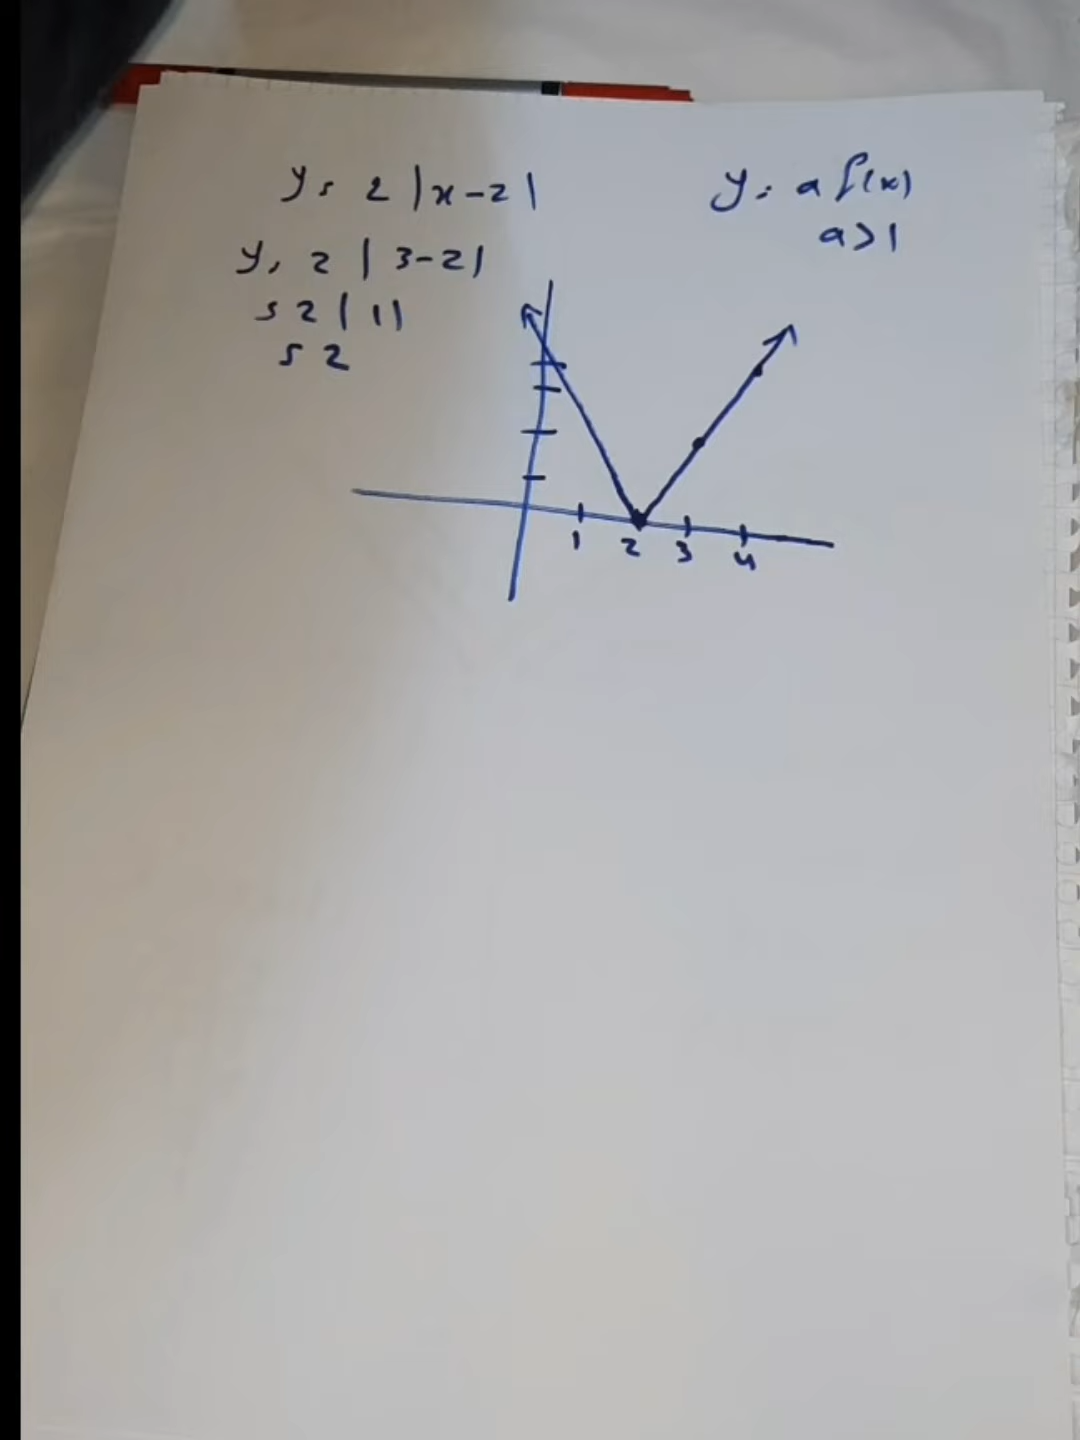 y = 2 |x-2|
y = 2 | 3-2|
= 2 | 1|
= 2
y = a f(x)
a>1
1 2 3 4